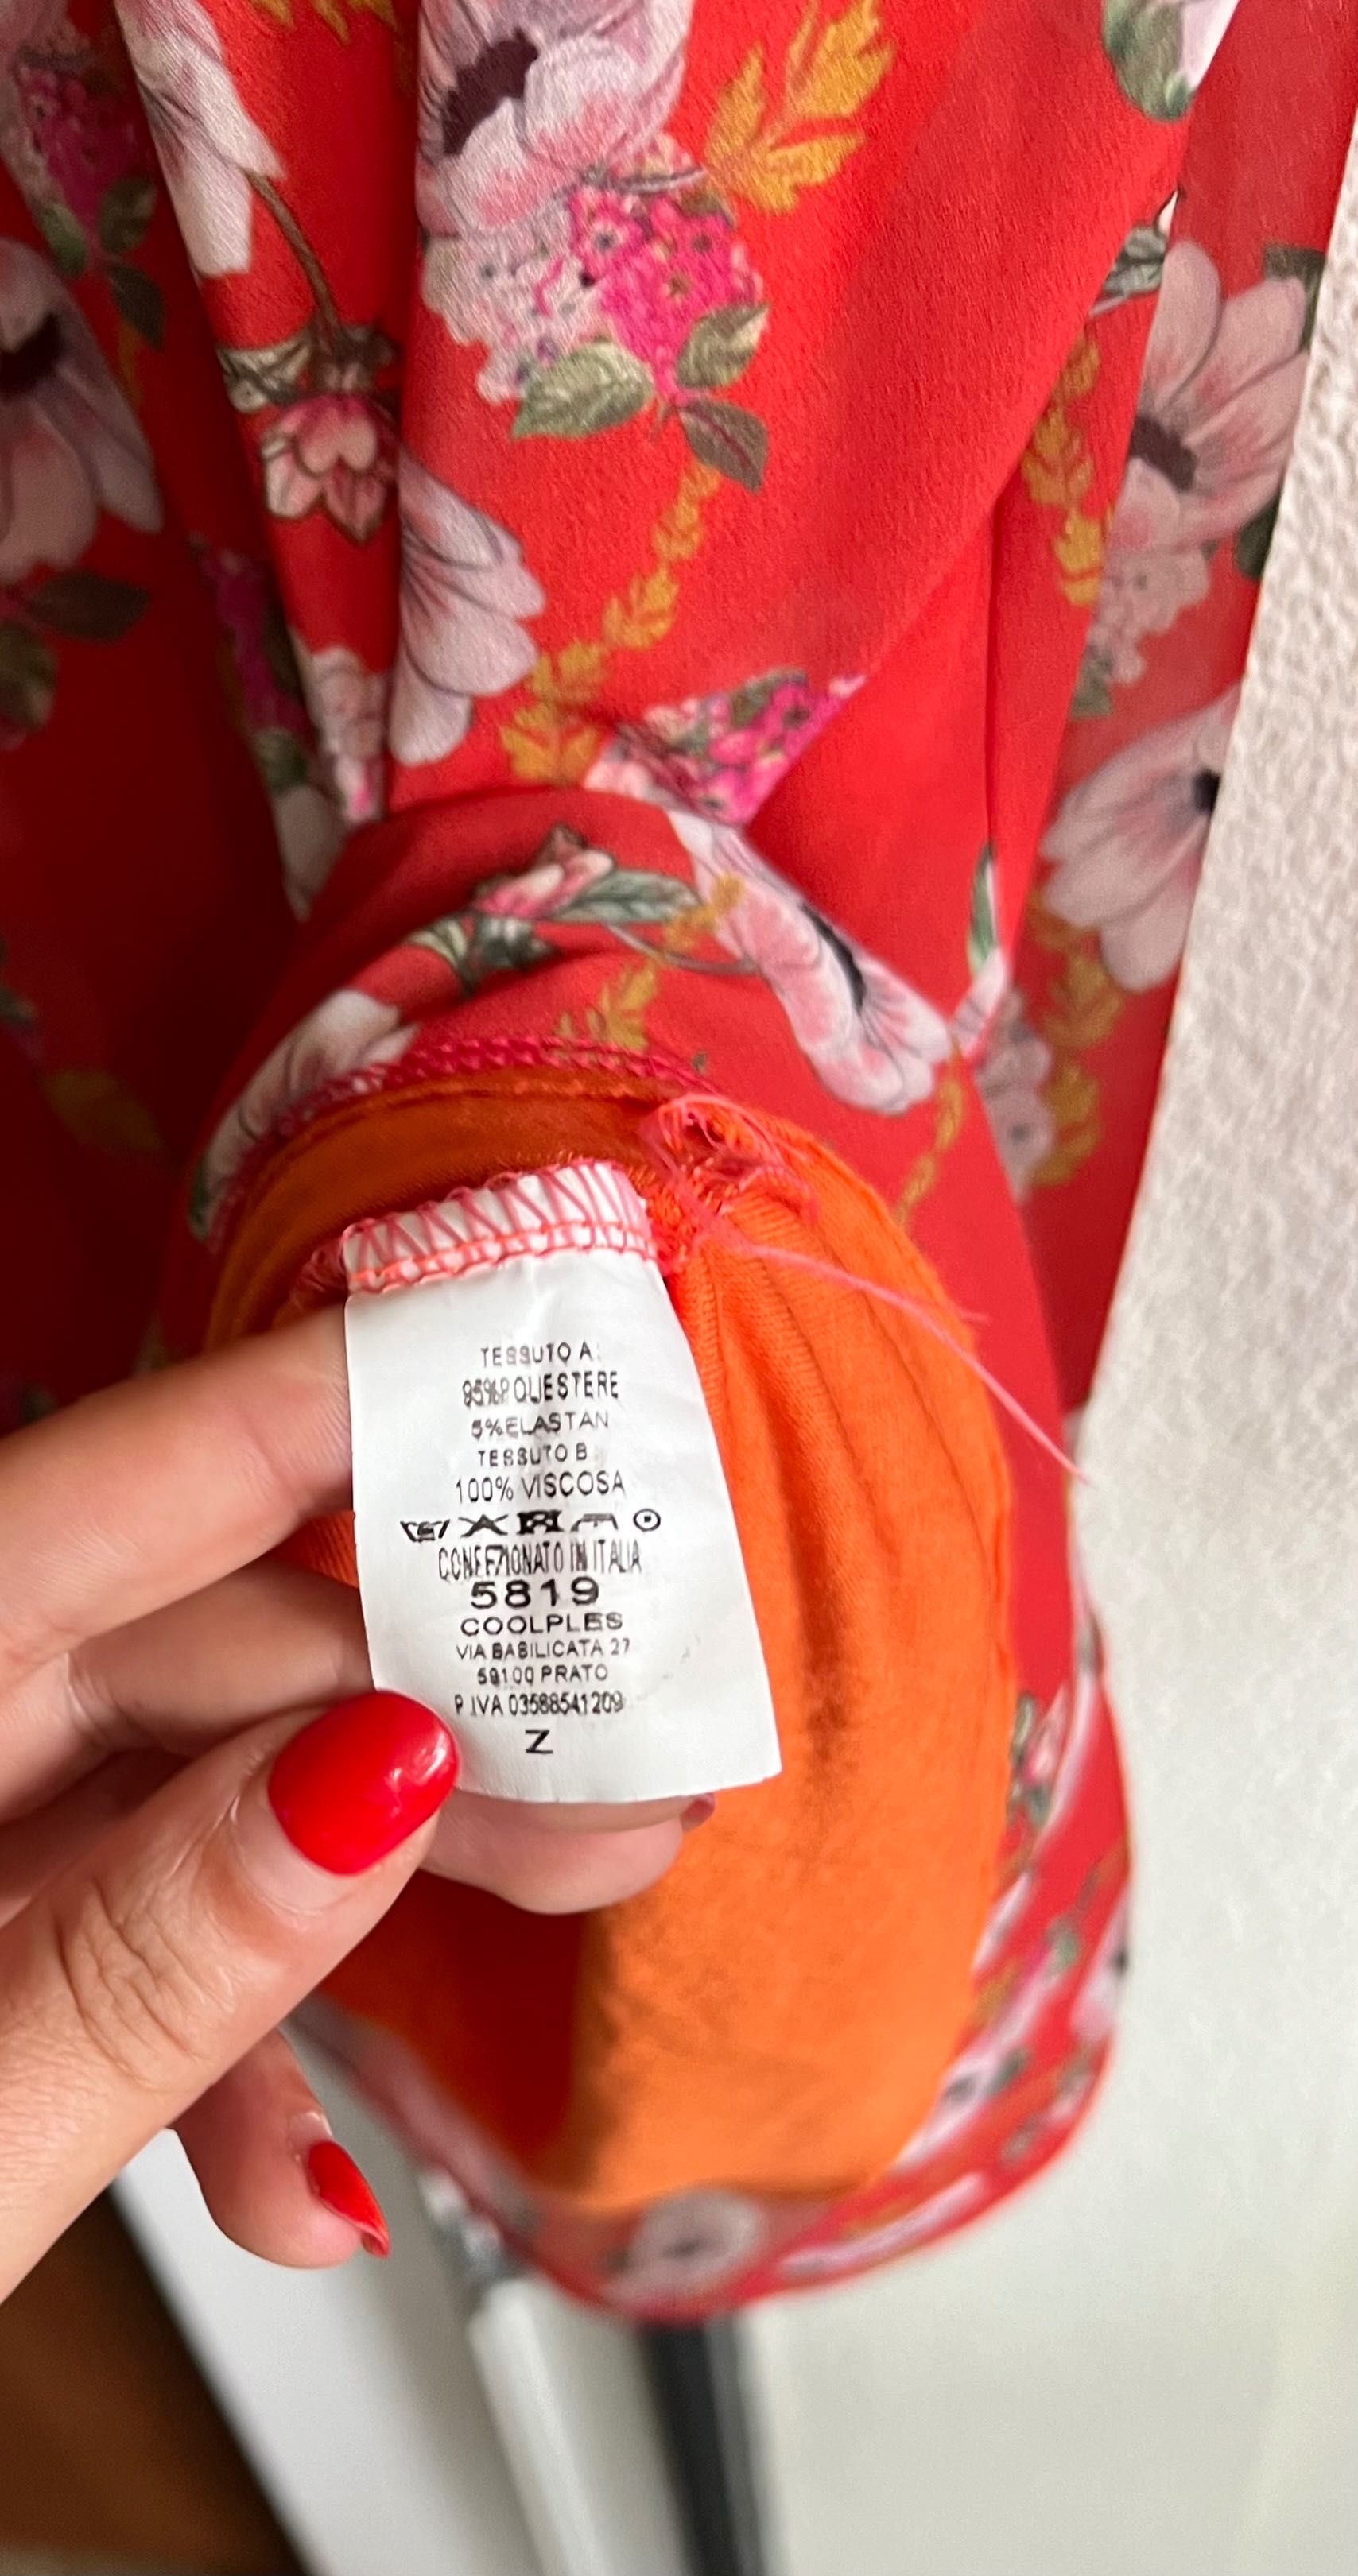 TESSUTO A:
95%POLIESTERE
5%ELASTAN
TESSUTO B
100% VISCOSA
CONFEZIONATO IN ITALIA
5819
COOLPLES
VIA BASILICATA 27
59100 PRATO
P.IVA 03588541209
Z